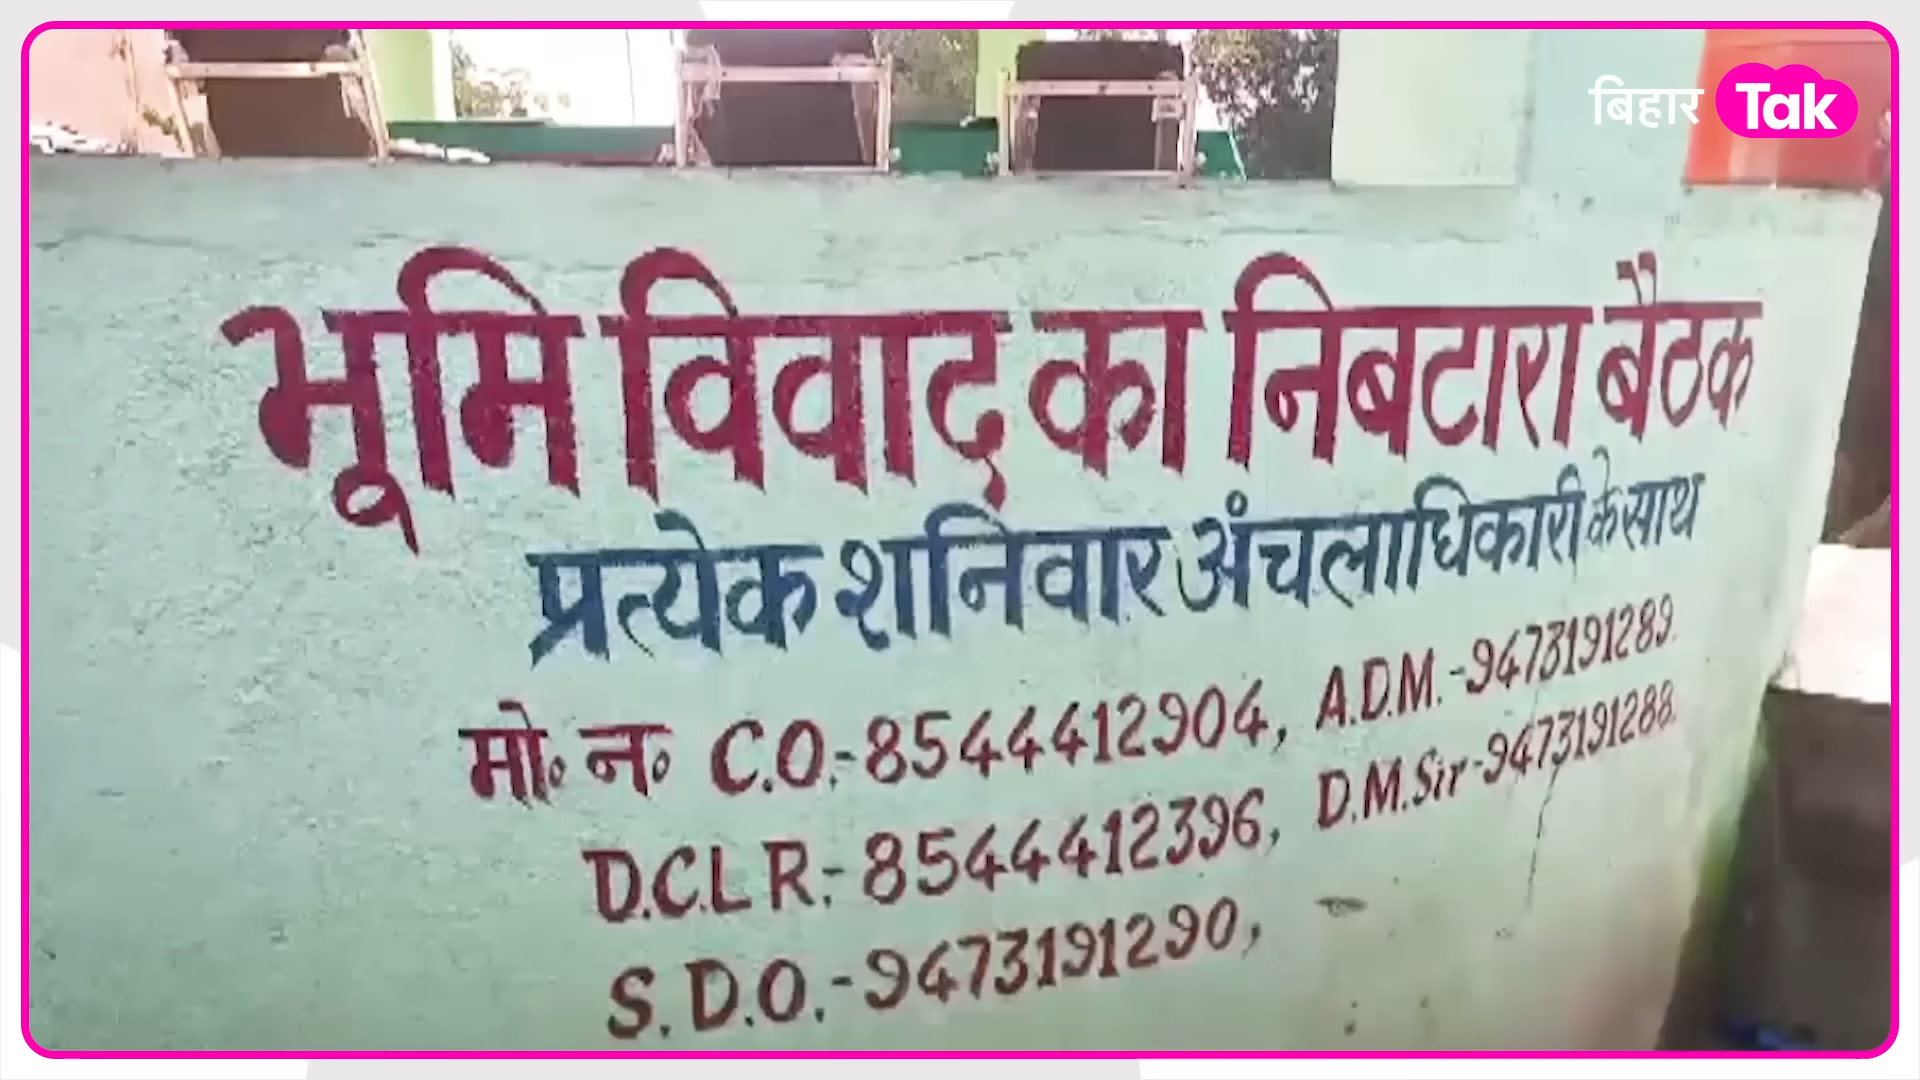 बिहार Tak
भूमि विवाद का निबटारा बैठक
प्रत्येक शनिवार अंचलाधिकारी के साथ
मो॰ न॰ C.O.-8544412904, A.D.M.-9473191289.
D.C.L R.- 8544412396, D.M.Sir-9473191288.
S.D.O.-9473191290,